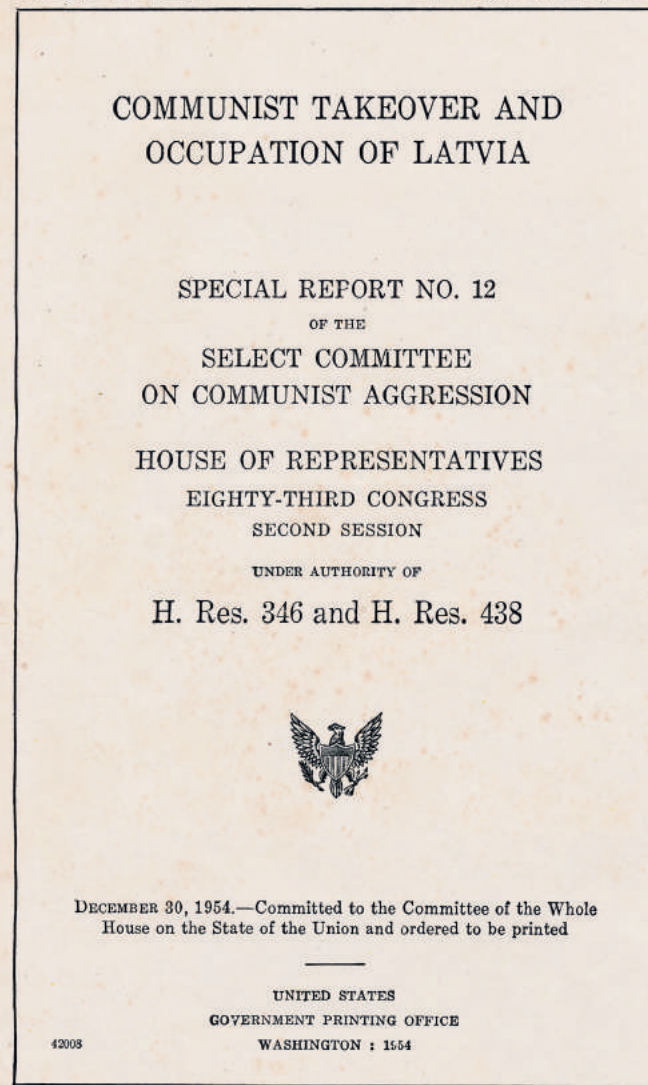 COMMUNIST TAKEOVER AND
OCCUPATION OF LATVIA
SPECIAL REPORT NO. 12
OF THE
SELECT COMMITTEE
ON COMMUNIST AGGRESSION
HOUSE OF REPRESENTATIVES
EIGHTY-THIRD CONGRESS
SECOND SESSION
UNDER AUTHORITY OF
H. Res. 346 and H. Res. 438
DECEMBER 30, 1954.—Committed to the Committee of the Whole
House on the State of the Union and ordered to be printed
UNITED STATES
GOVERNMENT PRINTING OFFICE
42008 WASHINGTON : 1954